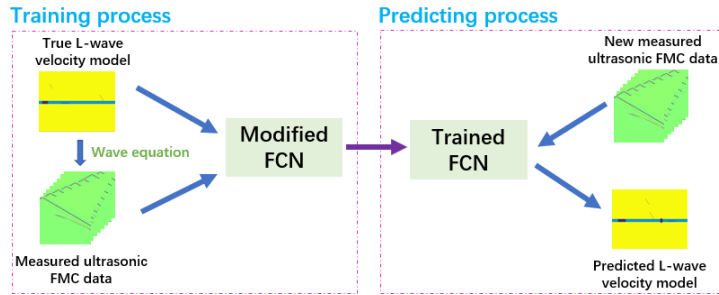 Training process
True L-wave
velocity model
Wave equation
Measured ultrasonic
FMC data
Modified
FCN
Predicting process
New measured
ultrasonic FMC data
Trained
FCN
Predicted L-wave
velocity model